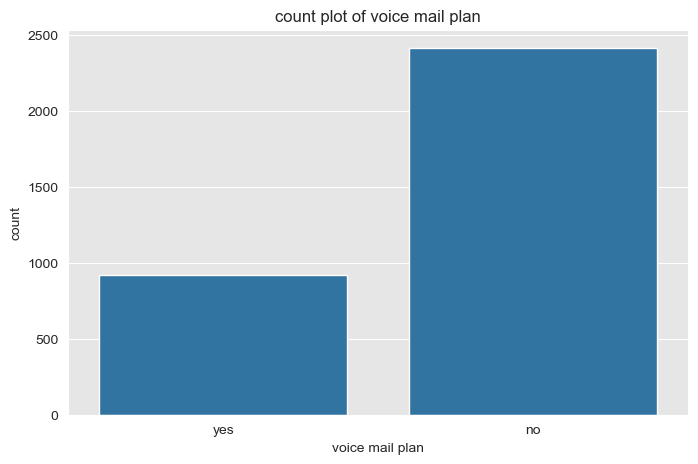 count plot of voice mail plan
2500
2000
1500
1000
500
0
count
yes no
voice mail plan